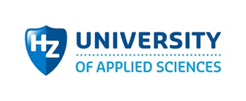 HZ
UNIVERSITY
OF APPLIED SCIENCES